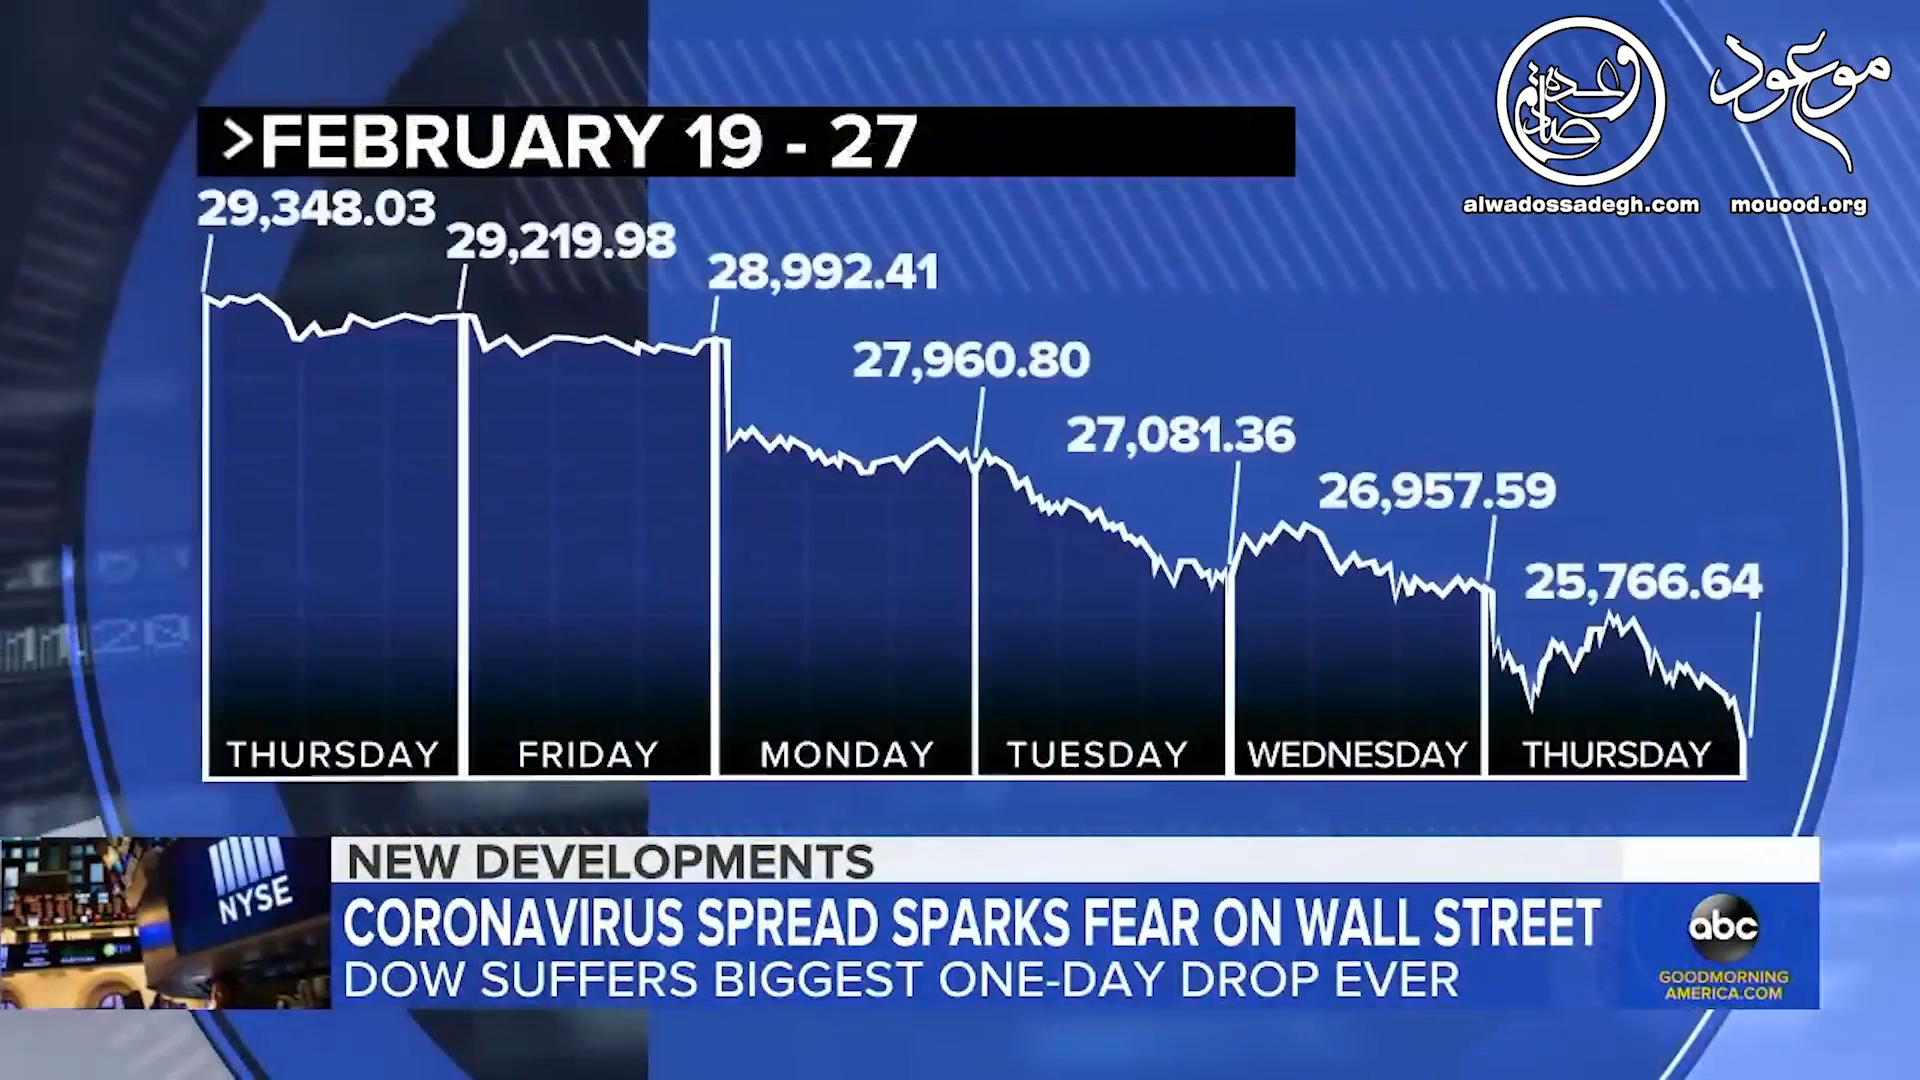 >FEBRUARY 19 - 27
29,348.03
29,219.98
28,992.41
27,960.80
27,081.36
26,957.59
25,766.64
THURSDAY
FRIDAY
MONDAY
TUESDAY
WEDNESDAY
THURSDAY
وعده صادق
موعود
alwadossadegh.com
mouood.org
NYSE
NEW DEVELOPMENTS
CORONAVIRUS SPREAD SPARKS FEAR ON WALL STREET
DOW SUFFERS BIGGEST ONE-DAY DROP EVER
abc
GOODMORNING
AMERICA.COM